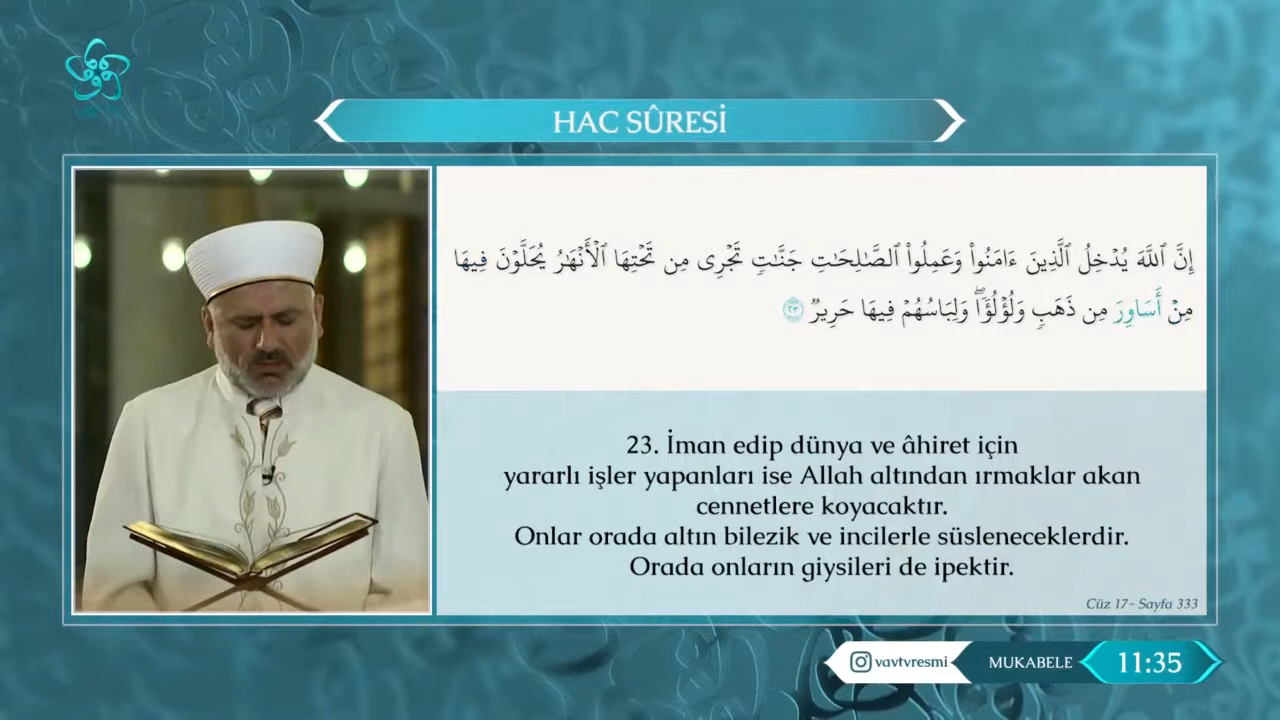 HAC SÛRESİ
إِنَّ ٱللَّهَ يُدْخِلُ ٱلَّذِينَ ءَامَنُوا۟ وَعَمِلُوا۟ ٱلصَّـٰلِحَـٰتِ جَنَّـٰتٍ تَجْرِى مِن تَحْتِهَا ٱلْأَنْهَـٰرُ يُحَلَّوْنَ فِيهَا
مِنْ أَسَاوِرَ مِن ذَهَبٍ وَلُؤْلُؤًا ۖ وَلِبَاسُهُمْ فِيهَا حَرِيرٌ ٢٣
23. İman edip dünya ve âhiret için
yararlı işler yapanları ise Allah altından ırmaklar akan
cennetlere koyacaktır.
Onlar orada altın bilezik ve incilerle süsleneceklerdir.
Orada onların giysileri de ipektir.
Cüz 17- Sayfa 333
vavtvresmi MUKABELE 11:35